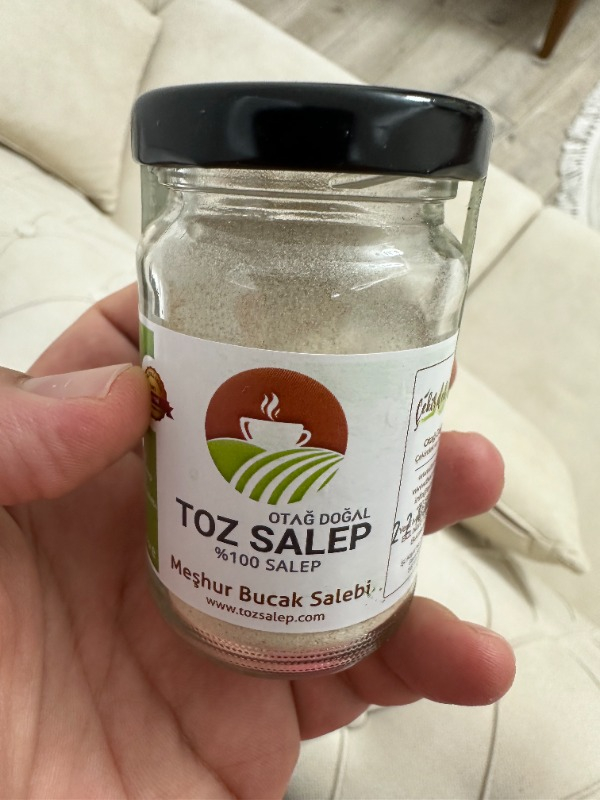 OTAĞ DOĞAL
TOZ SALEP
%100 SALEP
Meşhur Bucak Salebi
www.tozsalep.com